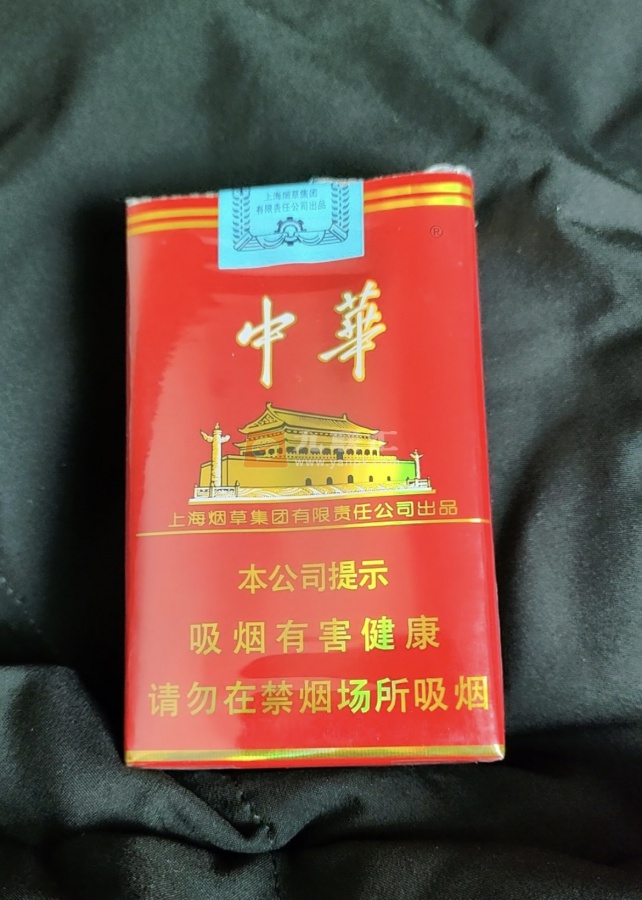 上海烟草集团
有限责任公司出品
®
中華
上海烟草集团有限责任公司出品
本公司提示
吸烟有害健康
请勿在禁烟场所吸烟